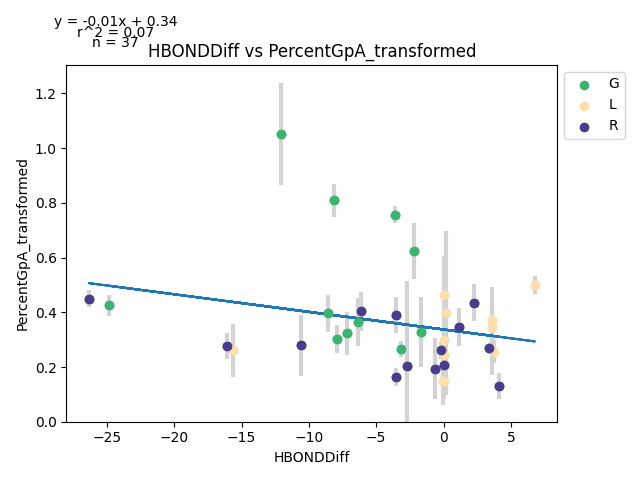 y = -0.01x + 0.34
r^2 = 0.07
n = 37
HBONDDiff vs PercentGpA_transformed
G
L
R
PercentGpA_transformed
1.2
1.0
0.8
0.6
0.4
0.2
0.0
−25
−20
−15
−10
−5
0
5
HBONDDiff